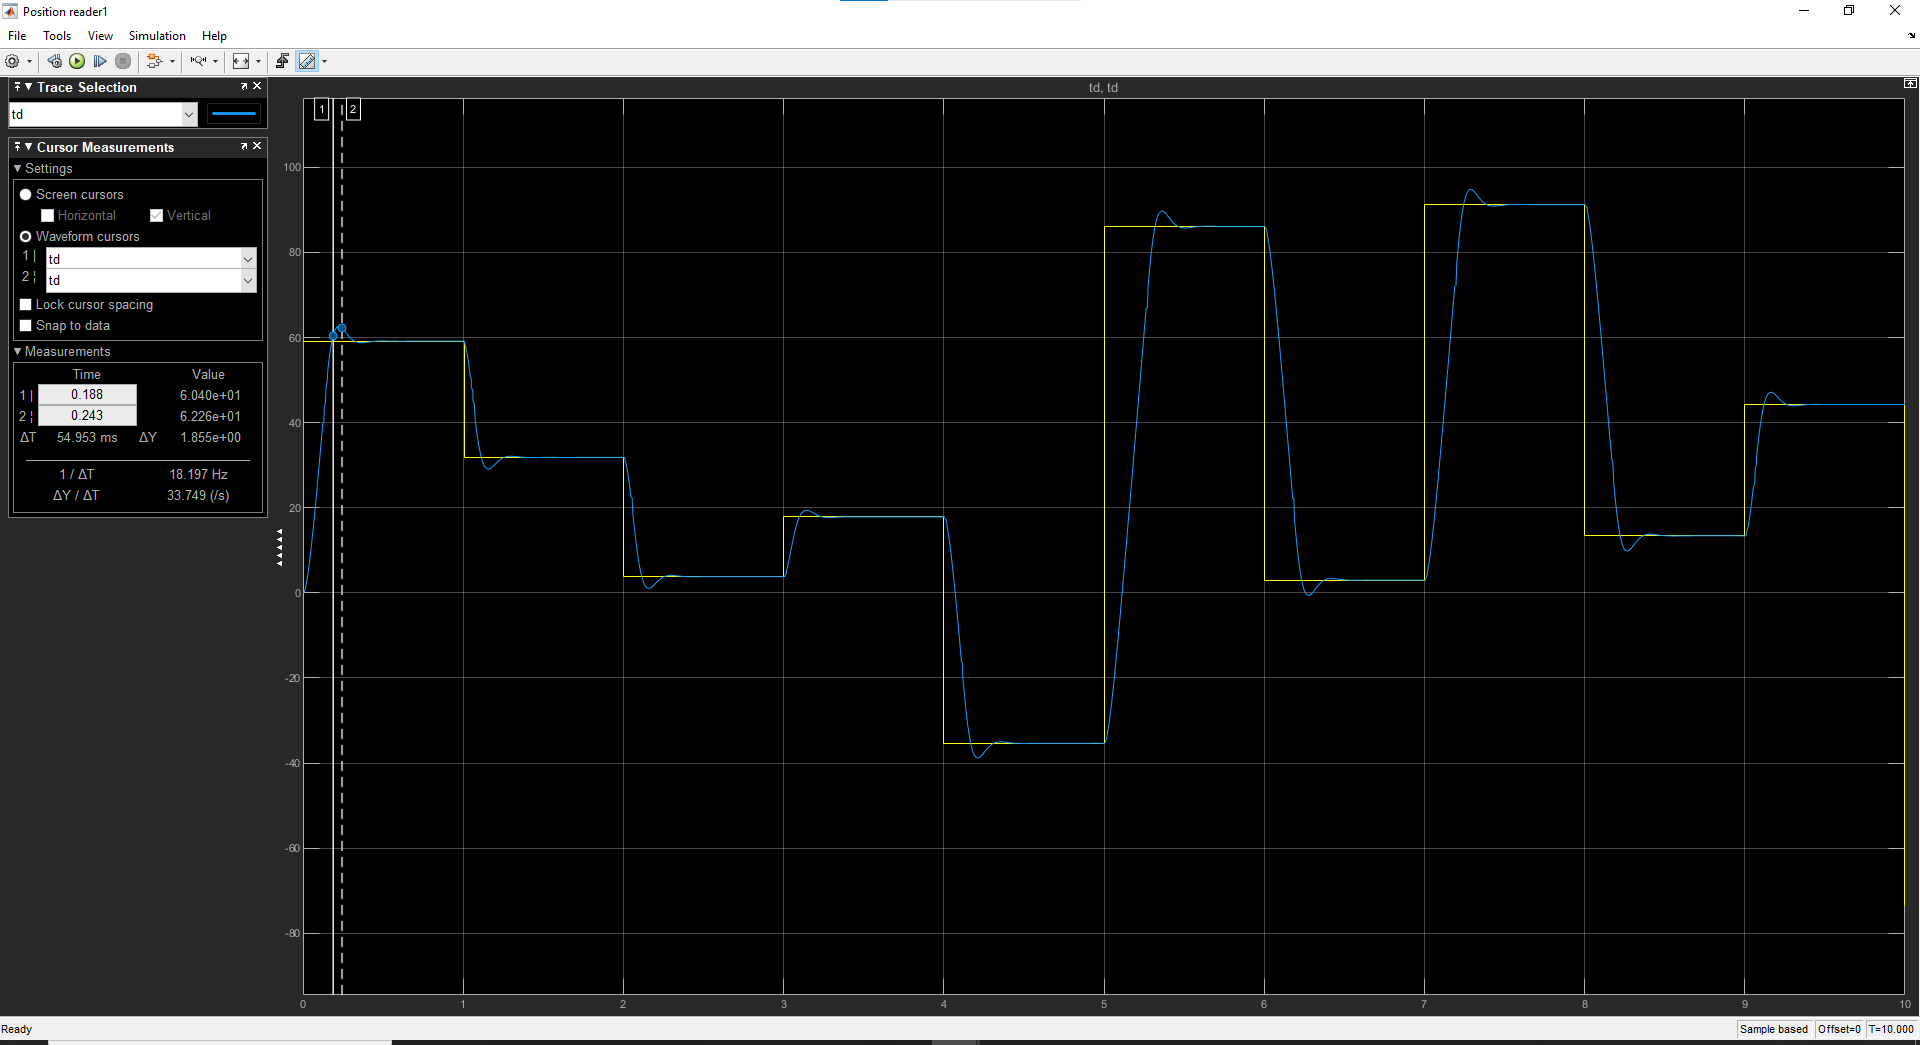 Position reader1
File Tools View Simulation Help
Trace Selection
td
Cursor Measurements
Settings
Screen cursors
Horizontal Vertical
Waveform cursors
1 | td
2 ¦ td
Lock cursor spacing
Snap to data
Measurements
Time Value
1 | 0.188 6.040e+01
2 ¦ 0.243 6.226e+01
ΔT 54.953 ms ΔY 1.855e+00
1 / ΔT 18.197 Hz
ΔY / ΔT 33.749 (/s)
td, td
1 2
100
80
60
40
20
0
-20
-40
-60
-80
0 1 2 3 4 5 6 7 8 9 10
Ready
Sample based Offset=0 T=10.000